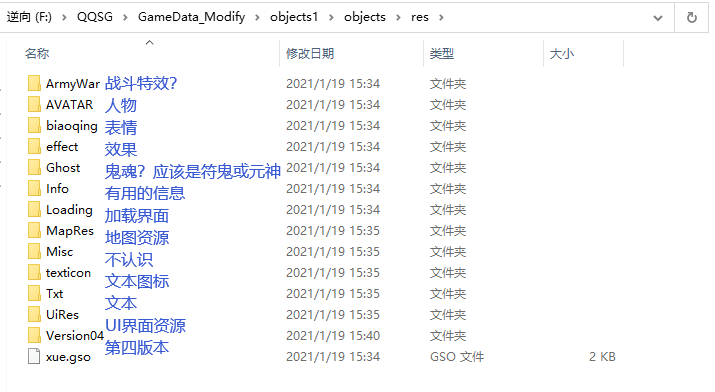 逆向 (F:) > QQSG > GameData_Modify > objects1 > objects > res >
名称 修改日期 类型 大小
ArmyWar 战斗特效? 2021/1/19 15:34 文件夹
AVATAR 人物 2021/1/19 15:34 文件夹
biaoqing 表情 2021/1/19 15:34 文件夹
effect 效果 2021/1/19 15:34 文件夹
Ghost 鬼魂? 应该是符鬼或元神 2021/1/19 15:34 文件夹
Info 有用的信息 2021/1/19 15:34 文件夹
Loading 加载界面 2021/1/19 15:34 文件夹
MapRes 地图资源 2021/1/19 15:35 文件夹
Misc 不认识 2021/1/19 15:35 文件夹
texticon 文本图标 2021/1/19 15:35 文件夹
Txt 文本 2021/1/19 15:35 文件夹
UiRes UI界面资源 2021/1/19 15:35 文件夹
Version04 第四版本 2021/1/19 15:40 文件夹
xue.gso 2021/1/19 15:34 GSO 文件 2 KB